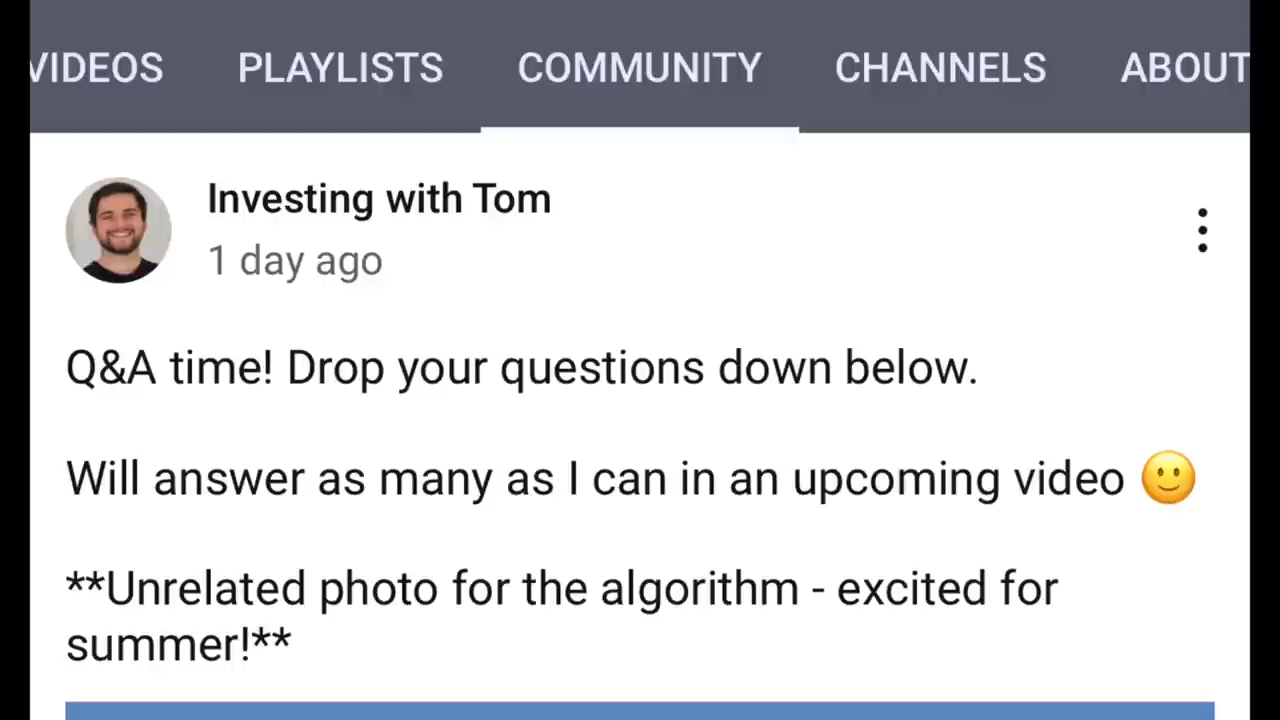 VIDEOS PLAYLISTS COMMUNITY CHANNELS ABOUT
Investing with Tom
1 day ago
Q&A time! Drop your questions down below.
Will answer as many as I can in an upcoming video 🙂
**Unrelated photo for the algorithm - excited for
summer!**